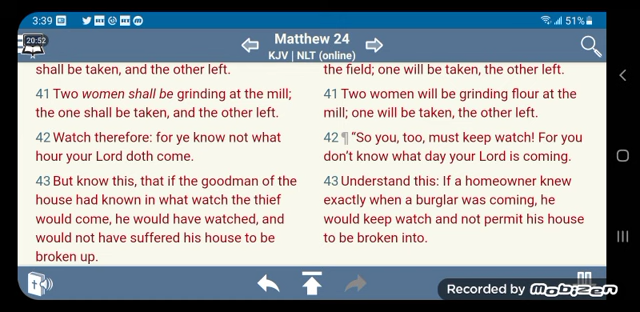 3:39
51%
20:52
Matthew 24
KJV | NLT (online)
shall be taken, and the other left.
41 Two women shall be grinding at the mill;
the one shall be taken, and the other left.
42 Watch therefore: for ye know not what
hour your Lord doth come.
43 But know this, that if the goodman of the
house had known in what watch the thief
would come, he would have watched, and
would not have suffered his house to be
broken up.
the field; one will be taken, the other left.
41 Two women will be grinding flour at the
mill; one will be taken, the other left.
42 ¶ “So you, too, must keep watch! For you
don’t know what day your Lord is coming.
43 Understand this: If a homeowner knew
exactly when a burglar was coming, he
would keep watch and not permit his house
to be broken into.
Recorded by Mobizen